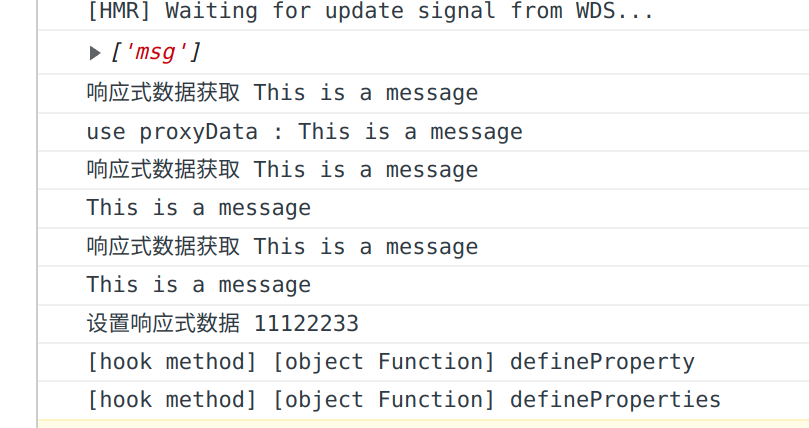 [HMR] Waiting for update signal from WDS...
▶ ['msg']
响应式数据获取 This is a message
use proxyData : This is a message
响应式数据获取 This is a message
This is a message
响应式数据获取 This is a message
This is a message
设置响应式数据 11122233
[hook method] [object Function] defineProperty
[hook method] [object Function] defineProperties